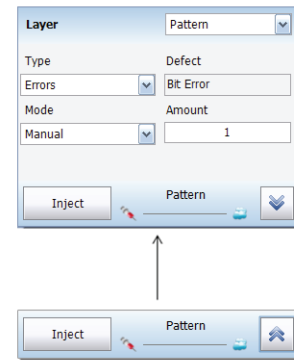 Layer Pattern
Type Defect
Errors Bit Error
Mode Amount
Manual 1
Inject Pattern
Inject Pattern